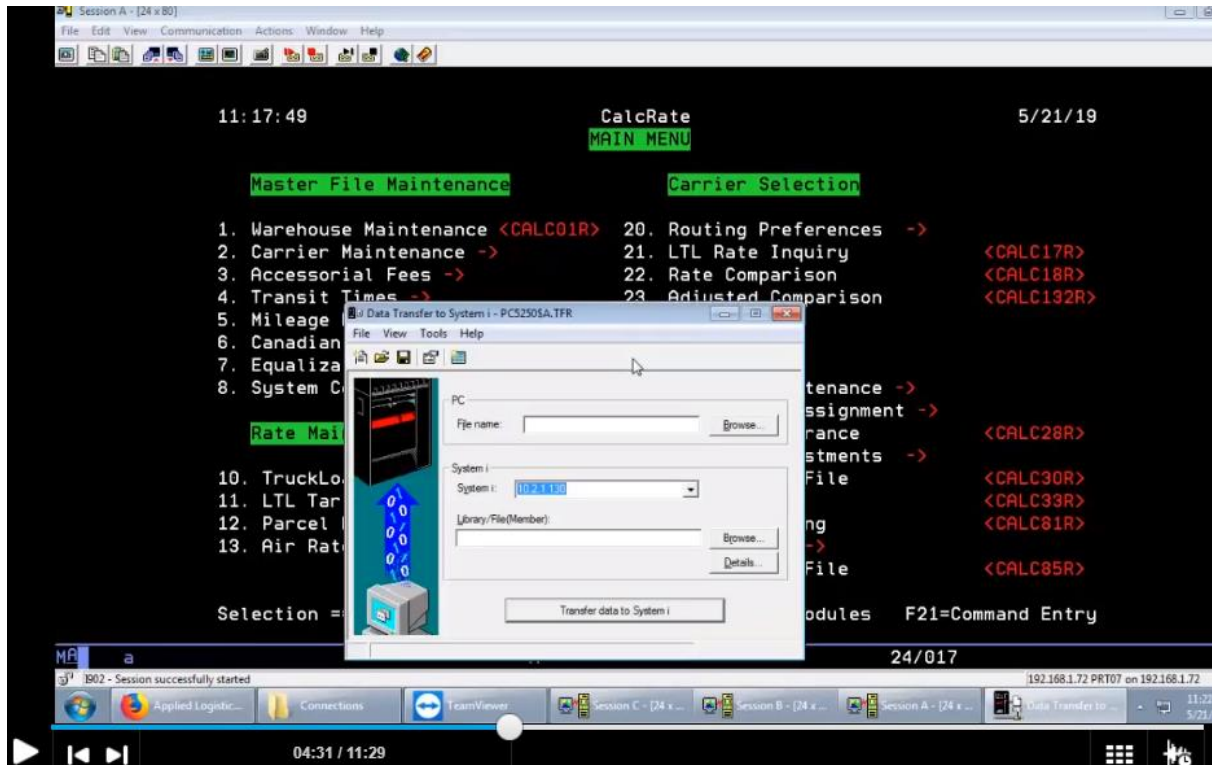 Session A - [24 x 80]
File Edit View Communication Actions Window Help
11:17:49 CalcRate 5/21/19
MAIN MENU
Master File Maintenance Carrier Selection
1. Warehouse Maintenance <CALC01R> 20. Routing Preferences ->
2. Carrier Maintenance -> 21. LTL Rate Inquiry <CALC17R>
3. Accessorial Fees -> 22. Rate Comparison <CALC18R>
4. Transit Times -> 23. Adjusted Comparison <CALC132R>
5. Mileage
6. Canadian
7. Equaliza
8. System C tenance ->
ssignment ->
Rate Mai rance <CALC28R>
stments ->
10. TruckLo File <CALC30R>
11. LTL Tar <CALC33R>
12. Parcel ng <CALC81R>
13. Air Rat ->
File <CALC85R>
Selection = odules F21=Command Entry
Data Transfer to System i - PC5250SA.TFR
File View Tools Help
PC
File name: Browse...
System i
System i: 10.2.1.130
Library/File(Member):
Browse...
Details...
Transfer data to System i
MA a 24/017
I902 - Session successfully started 192.168.1.72 PRT07 on 192.168.1.72
Applied Logistic... Connections TeamViewer Session C - [24 x ... Session B - [24 x ... Session A - [24 x ... Data Transfer to ... 11:22
5/21/
04:31 / 11:29